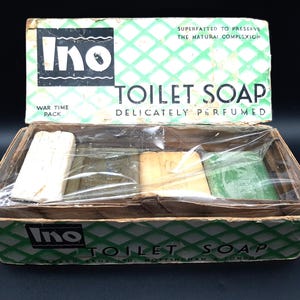 SUPERFATTED TO PRESERVE
THE NATURAL COMPLEXION
Ino
TOILET SOAP
WAR TIME
PACK
DELICATELY PERFUMED
Ino
TOILET SOAP